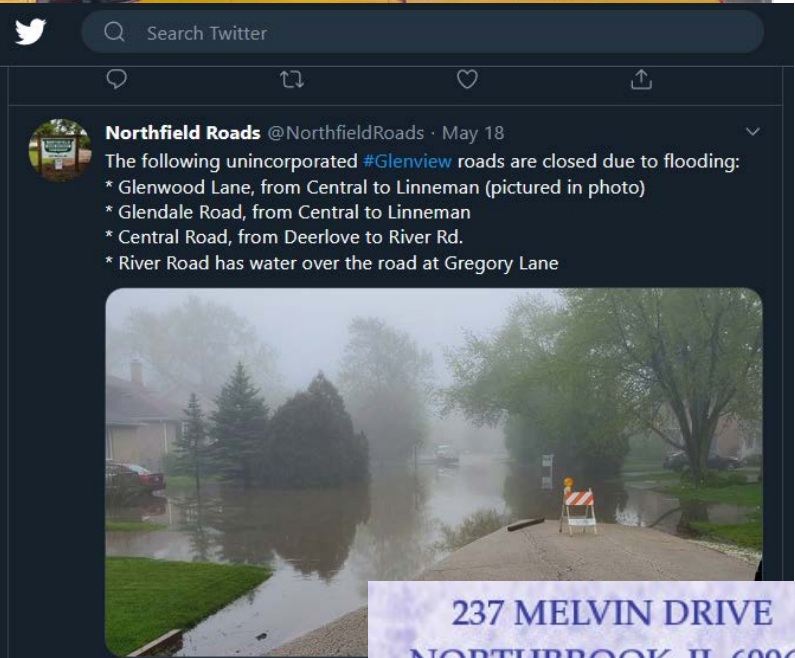 Search Twitter
Northfield Roads @NorthfieldRoads · May 18
The following unincorporated #Glenview roads are closed due to flooding:
* Glenwood Lane, from Central to Linneman (pictured in photo)
* Glendale Road, from Central to Linneman
* Central Road, from Deerlove to River Rd.
* River Road has water over the road at Gregory Lane
237 MELVIN DRIVE
NORTHBROOK, IL